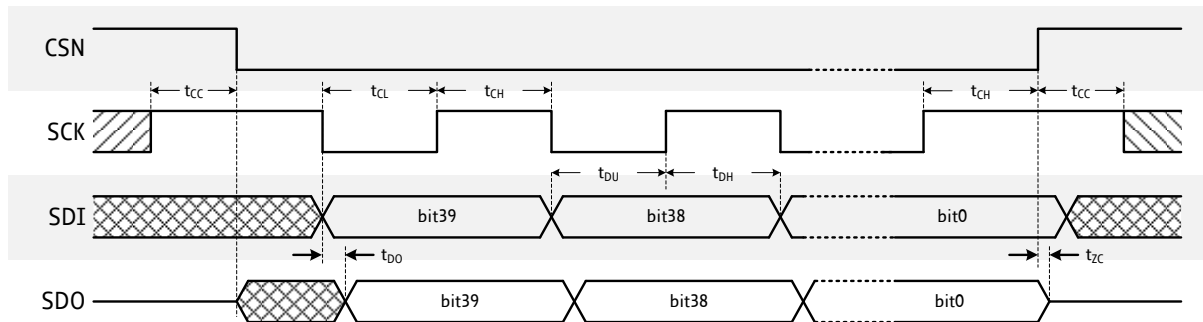 CSN
tCC tCL tCH tCH tCC
SCK
tDU tDH
SDI bit39 bit38 bit0
tDO tZC
SDO bit39 bit38 bit0